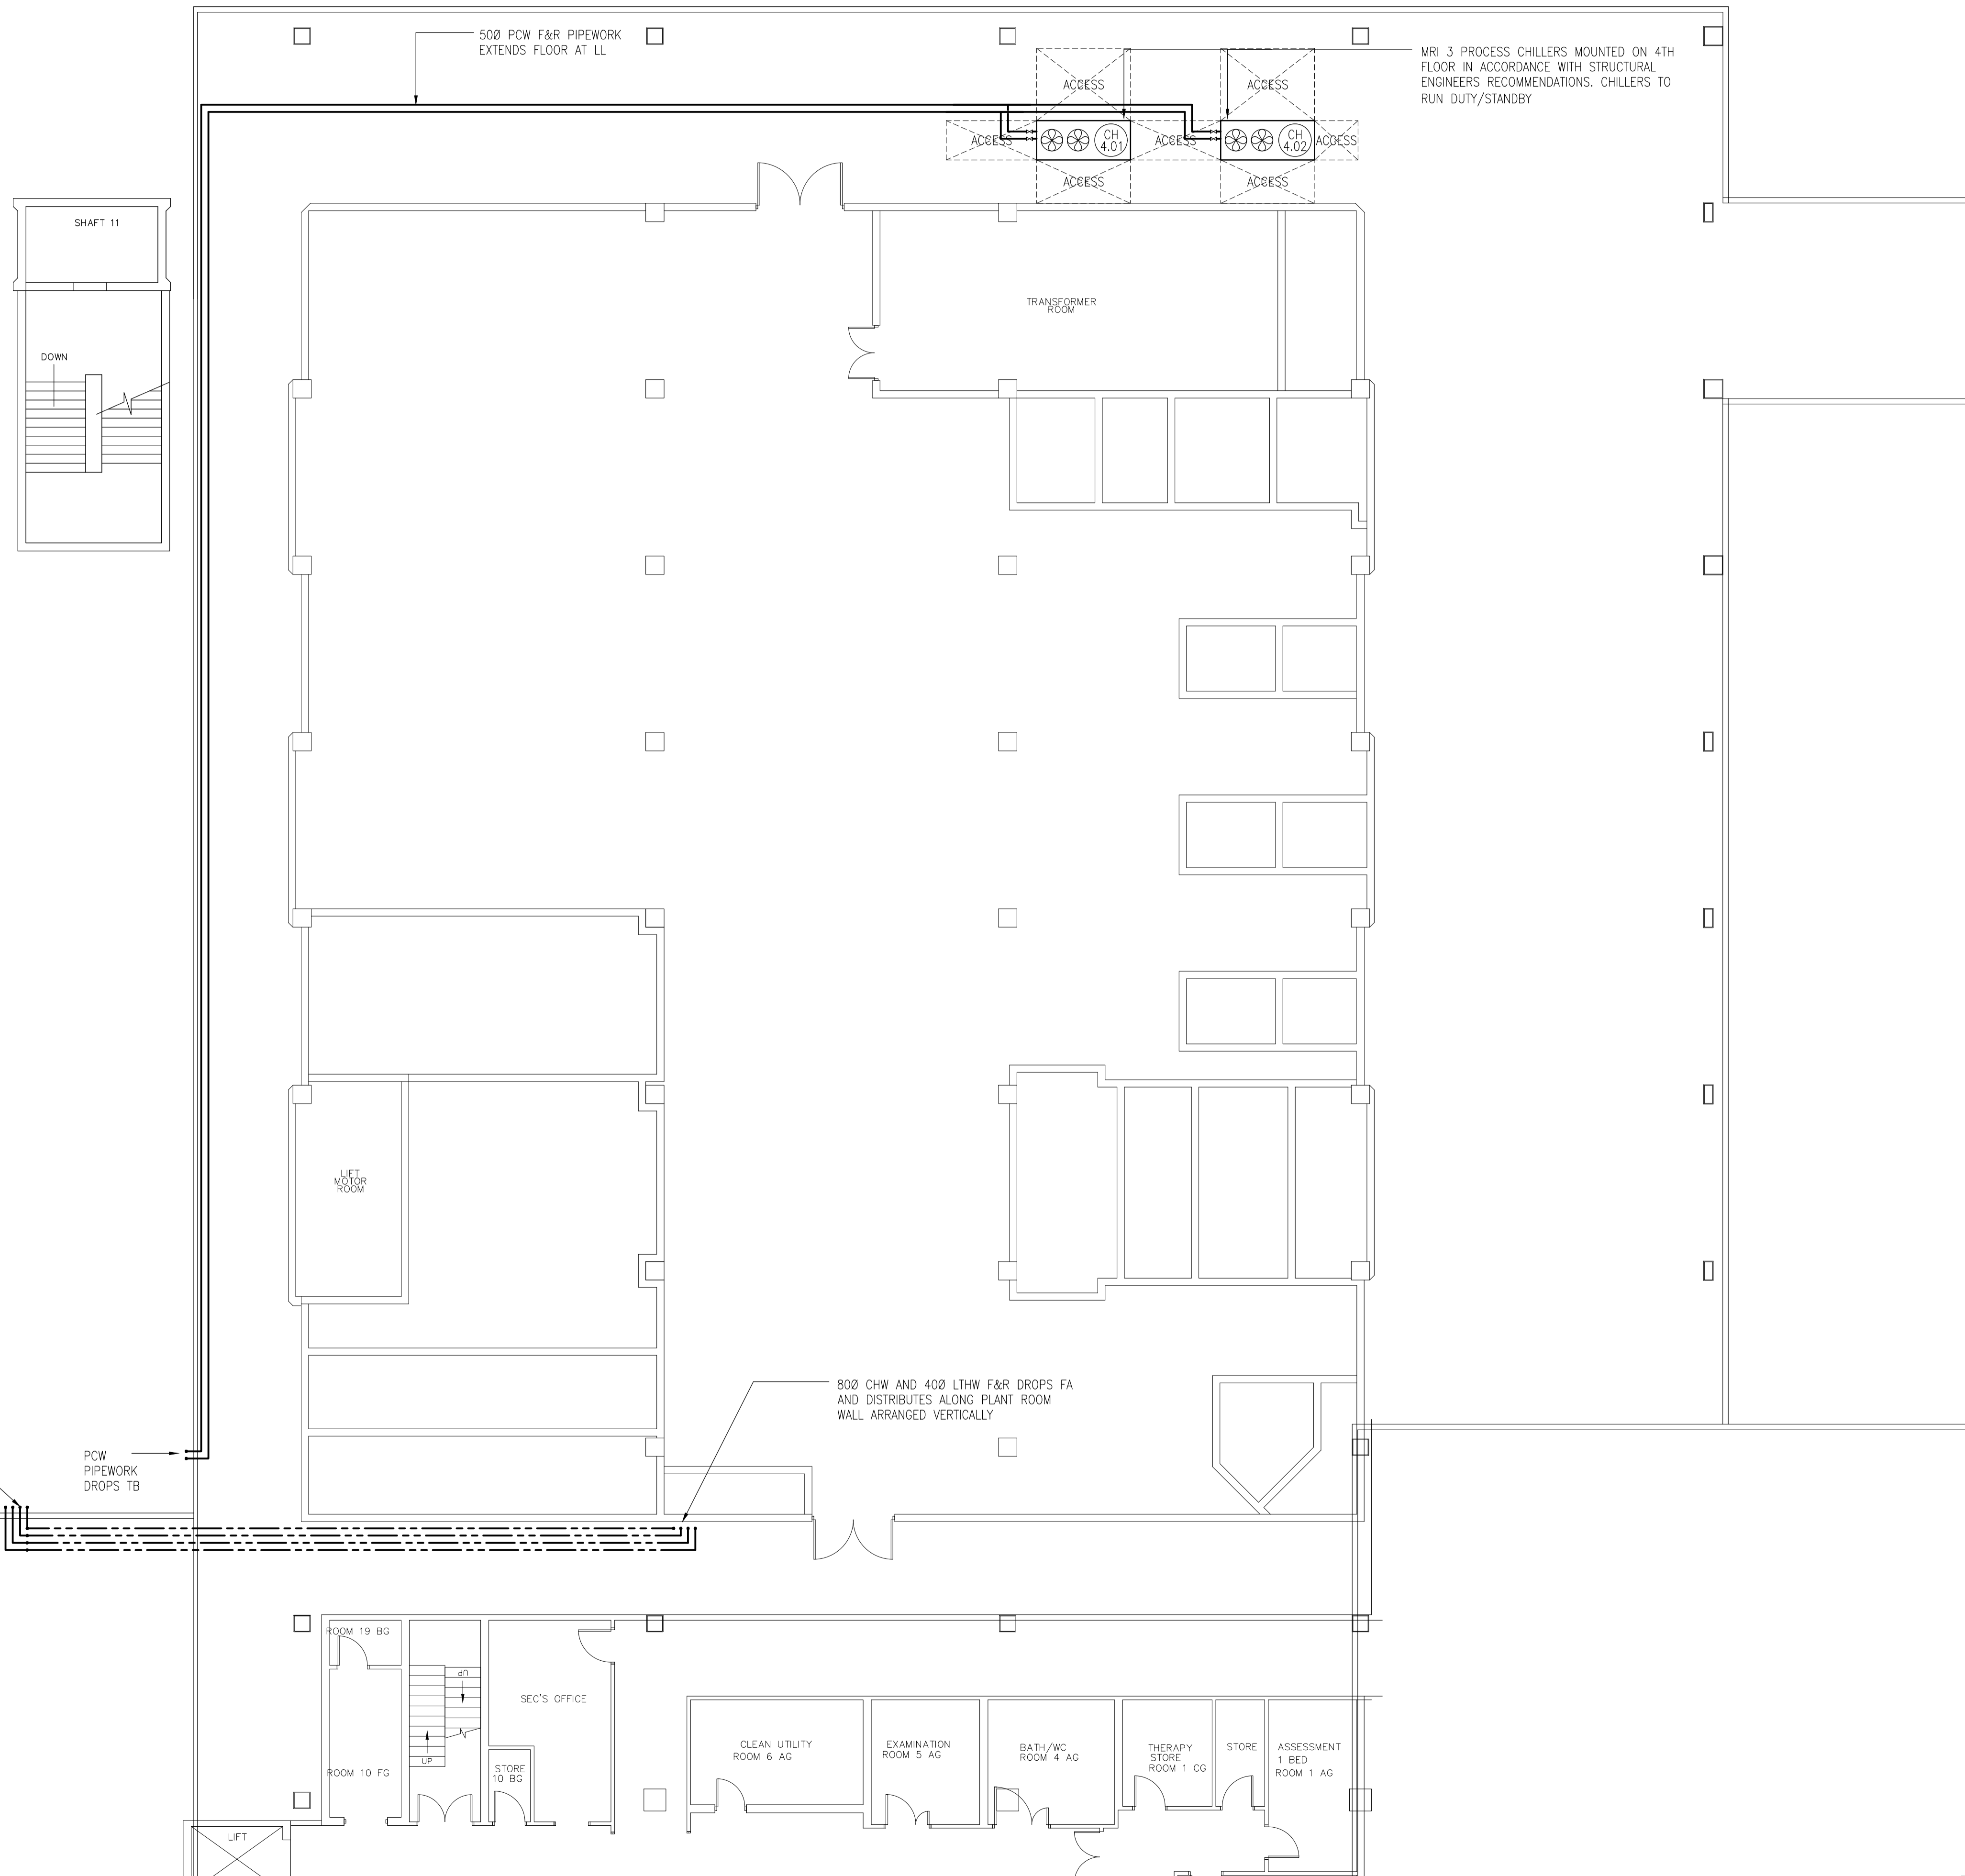 50Ø PCW F&R PIPEWORK
EXTENDS FLOOR AT LL
MRI 3 PROCESS CHILLERS MOUNTED ON 4TH
FLOOR IN ACCORDANCE WITH STRUCTURAL
ENGINEERS RECOMMENDATIONS. CHILLERS TO
RUN DUTY/STANDBY
ACCESS
ACCESS
ACCESS
CH
4.01
ACCESS
CH
4.02
ACCESS
ACCESS
ACCESS
SHAFT 11
DOWN
TRANSFORMER
ROOM
LIFT
MOTOR
ROOM
80Ø CHW AND 40Ø LTHW F&R DROPS FA
AND DISTRIBUTES ALONG PLANT ROOM
WALL ARRANGED VERTICALLY
PCW
PIPEWORK
DROPS TB
ROOM 19 BG
UP
SEC'S OFFICE
UP
ROOM 10 FG
STORE
10 BG
CLEAN UTILITY
ROOM 6 AG
EXAMINATION
ROOM 5 AG
BATH/WC
ROOM 4 AG
THERAPY
STORE
ROOM 1 CG
STORE
ASSESSMENT
1 BED
ROOM 1 AG
LIFT